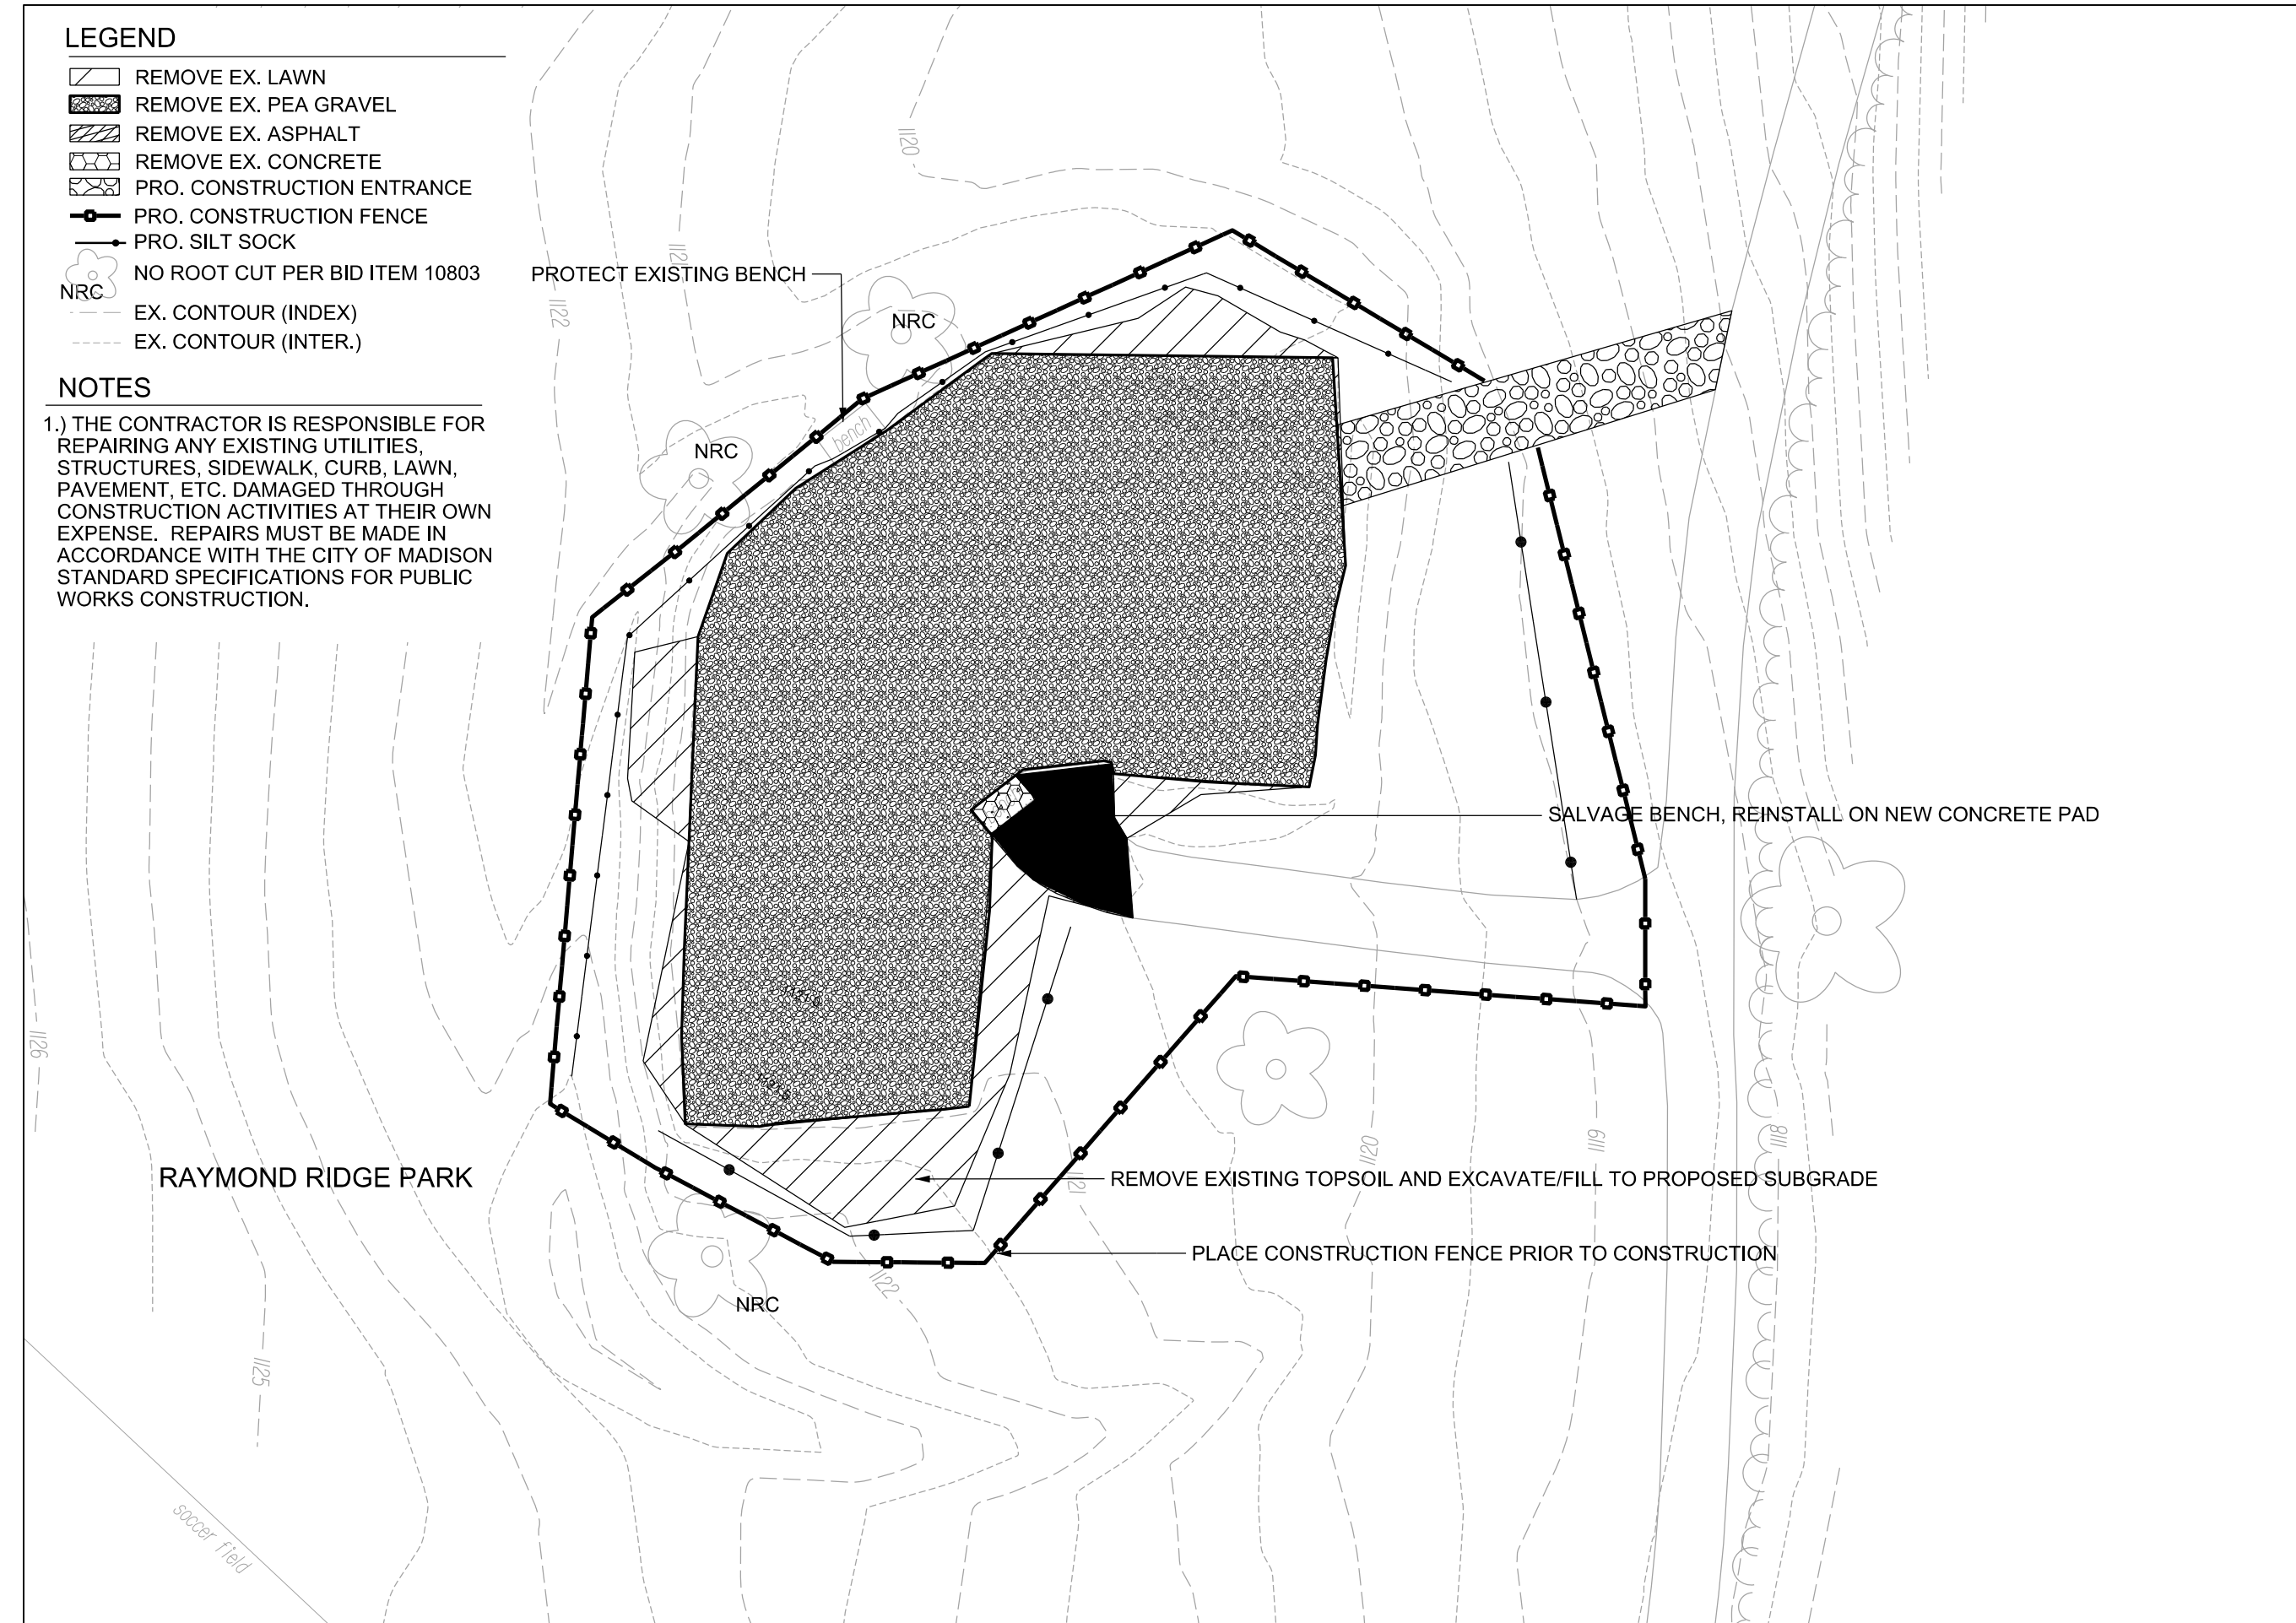 LEGEND
REMOVE EX. LAWN
REMOVE EX. PEA GRAVEL
REMOVE EX. ASPHALT
REMOVE EX. CONCRETE
PRO. CONSTRUCTION ENTRANCE
PRO. CONSTRUCTION FENCE
PRO. SILT SOCK
NO ROOT CUT PER BID ITEM 10803
NRC
EX. CONTOUR (INDEX)
EX. CONTOUR (INTER.)
NOTES
1.) THE CONTRACTOR IS RESPONSIBLE FOR
REPAIRING ANY EXISTING UTILITIES,
STRUCTURES, SIDEWALK, CURB, LAWN,
PAVEMENT, ETC. DAMAGED THROUGH
CONSTRUCTION ACTIVITIES AT THEIR OWN
EXPENSE. REPAIRS MUST BE MADE IN
ACCORDANCE WITH THE CITY OF MADISON
STANDARD SPECIFICATIONS FOR PUBLIC
WORKS CONSTRUCTION.
1120
1121
PROTECT EXISTING BENCH
1122
NRC
bench
NRC
SALVAGE BENCH, REINSTALL ON NEW CONCRETE PAD
1126
1120
1119
1118
RAYMOND RIDGE PARK
REMOVE EXISTING TOPSOIL AND EXCAVATE/FILL TO PROPOSED SUBGRADE
1121
PLACE CONSTRUCTION FENCE PRIOR TO CONSTRUCTION
1122
NRC
1125
soccer field